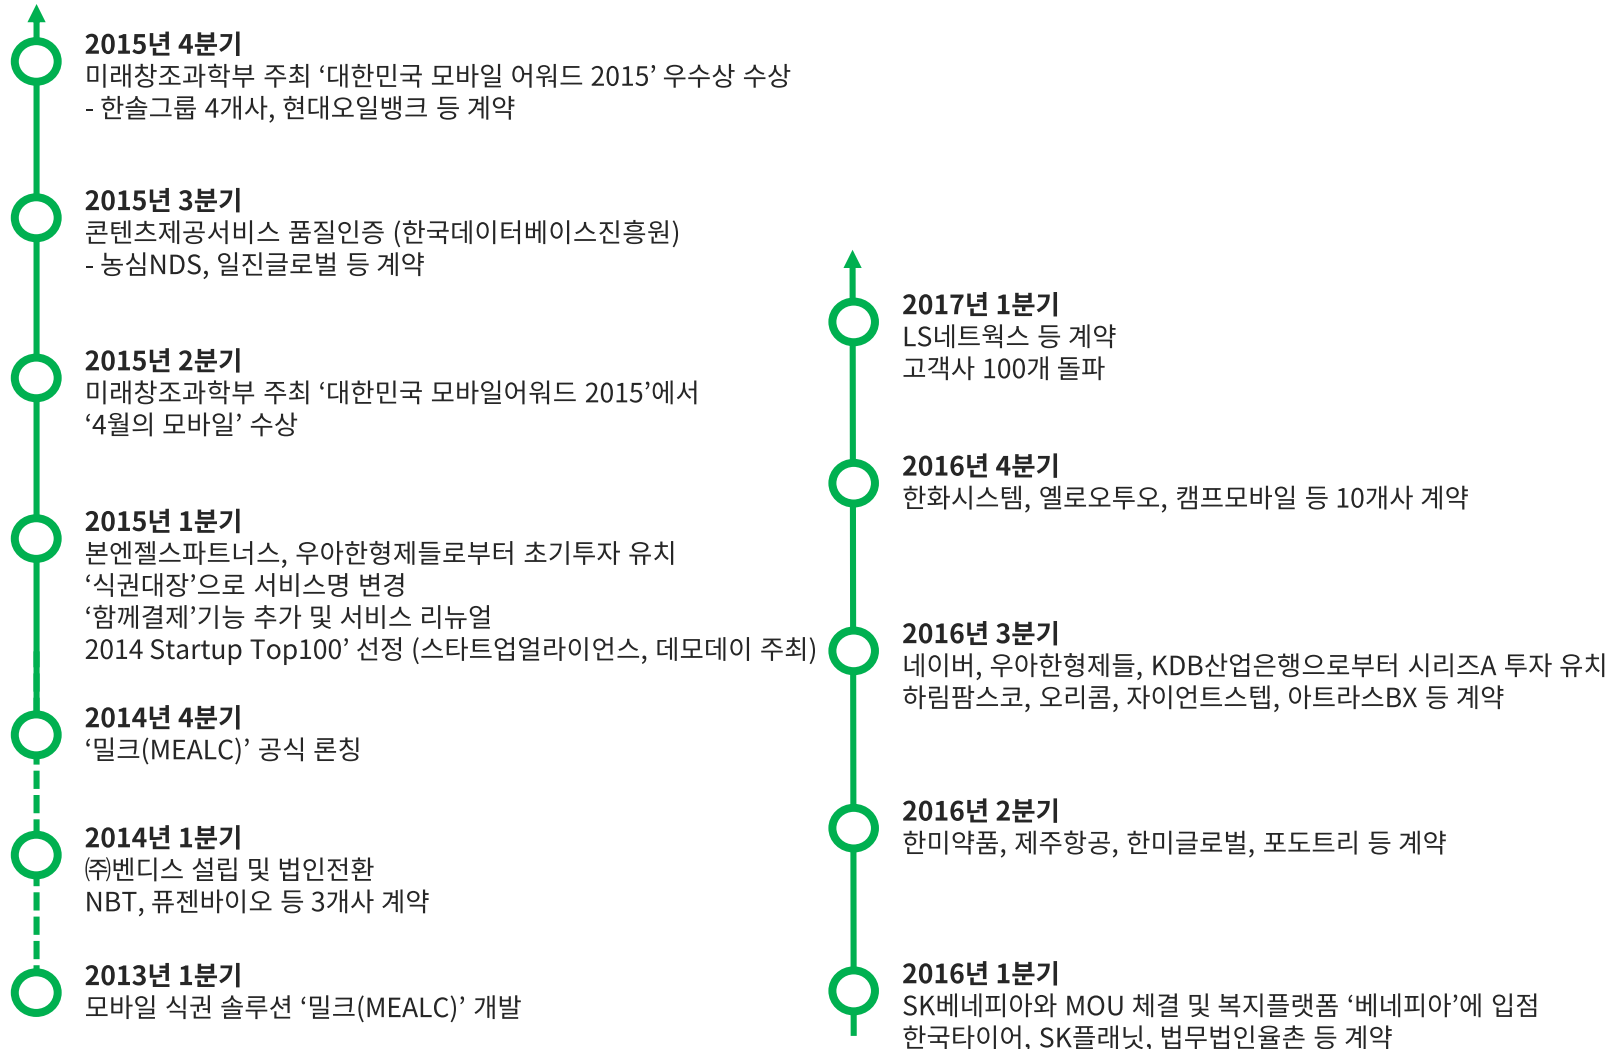 2015년 4분기
미래창조과학부 주최 ‘대한민국 모바일 어워드 2015’ 우수상 수상
- 한솔그룹 4개사, 현대오일뱅크 등 계약
2015년 3분기
콘텐츠제공서비스 품질인증 (한국데이터베이스진흥원)
- 농심NDS, 일진글로벌 등 계약
2015년 2분기
미래창조과학부 주최 ‘대한민국 모바일어워드 2015’에서
‘4월의 모바일’ 수상
2015년 1분기
본엔젤스파트너스, 우아한형제들로부터 초기투자 유치
‘식권대장’으로 서비스명 변경
‘함께결제’기능 추가 및 서비스 리뉴얼
2014 Startup Top100’ 선정 (스타트업얼라이언스, 데모데이 주최)
2014년 4분기
‘밀크(MEALC)’ 공식 론칭
2014년 1분기
㈜벤디스 설립 및 법인전환
NBT, 퓨젠바이오 등 3개사 계약
2013년 1분기
모바일 식권 솔루션 ‘밀크(MEALC)’ 개발
2017년 1분기
LS네트웍스 등 계약
고객사 100개 돌파
2016년 4분기
한화시스템, 옐로오투오, 캠프모바일 등 10개사 계약
2016년 3분기
네이버, 우아한형제들, KDB산업은행으로부터 시리즈A 투자 유치
하림팜스코, 오리콤, 자이언트스텝, 아트라스BX 등 계약
2016년 2분기
한미약품, 제주항공, 한미글로벌, 포도트리 등 계약
2016년 1분기
SK베네피아와 MOU 체결 및 복지플랫폼 ‘베네피아’에 입점
한국타이어, SK플래닛, 법무법인율촌 등 계약